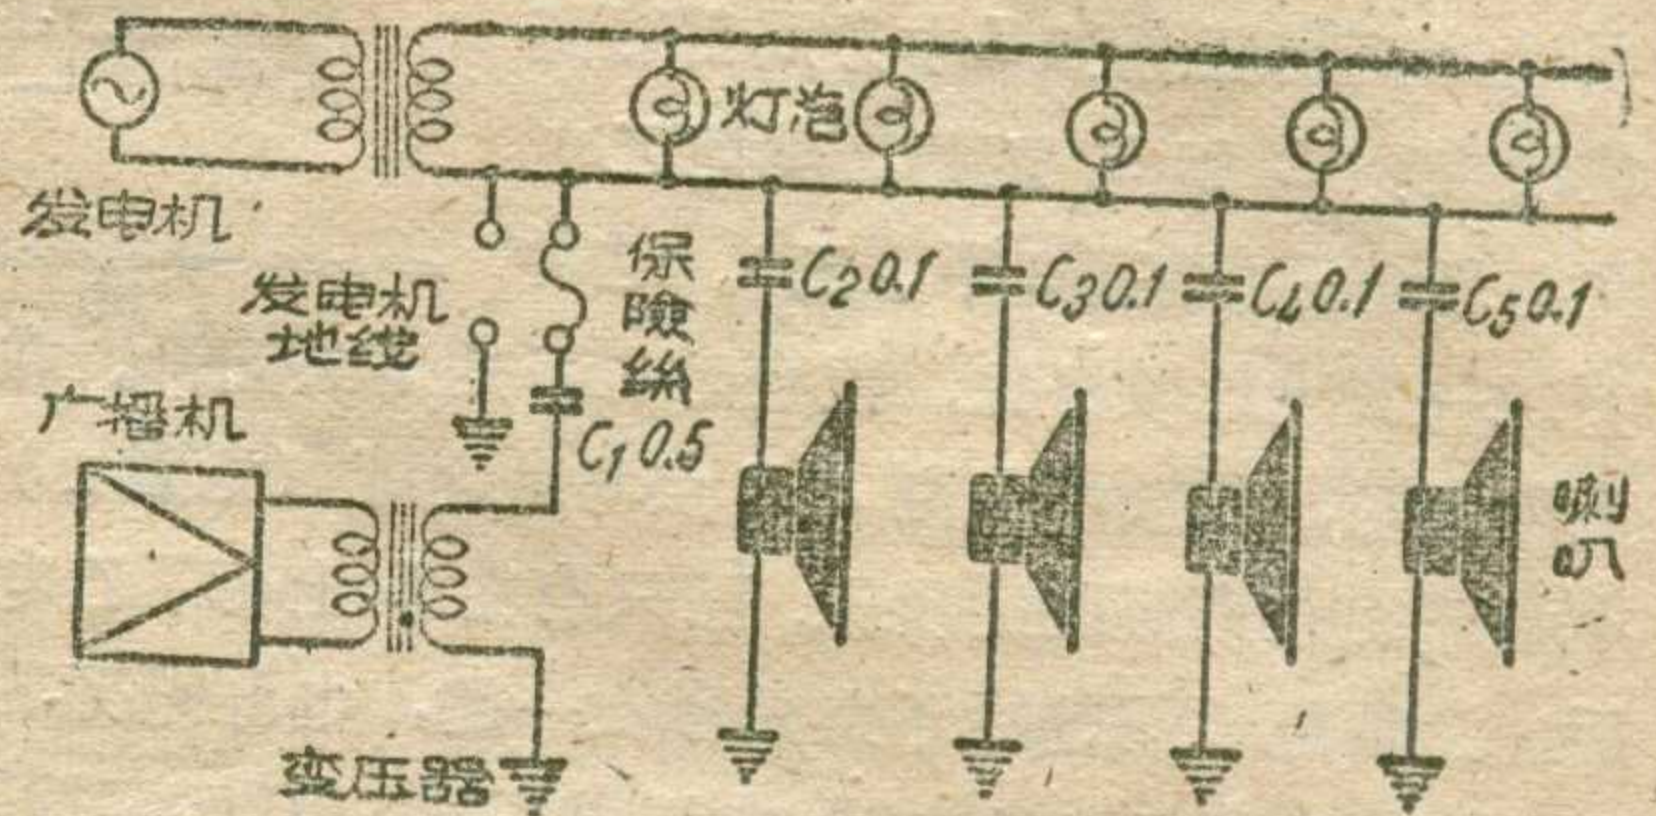 灯泡
发电机
发电机
地线
保
險
絲
C₂ 0.1
C₃ 0.1
C₄ 0.1
C₅ 0.1
广播机
C₁ 0.5
喇
叭
变压器